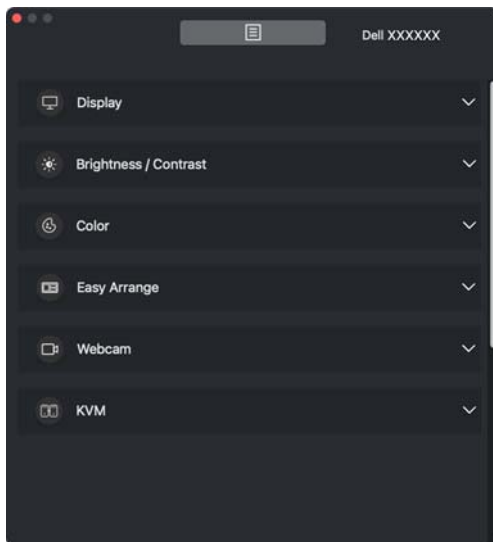 Dell XXXXXX
Display
Brightness / Contrast
Color
Easy Arrange
Webcam
KVM